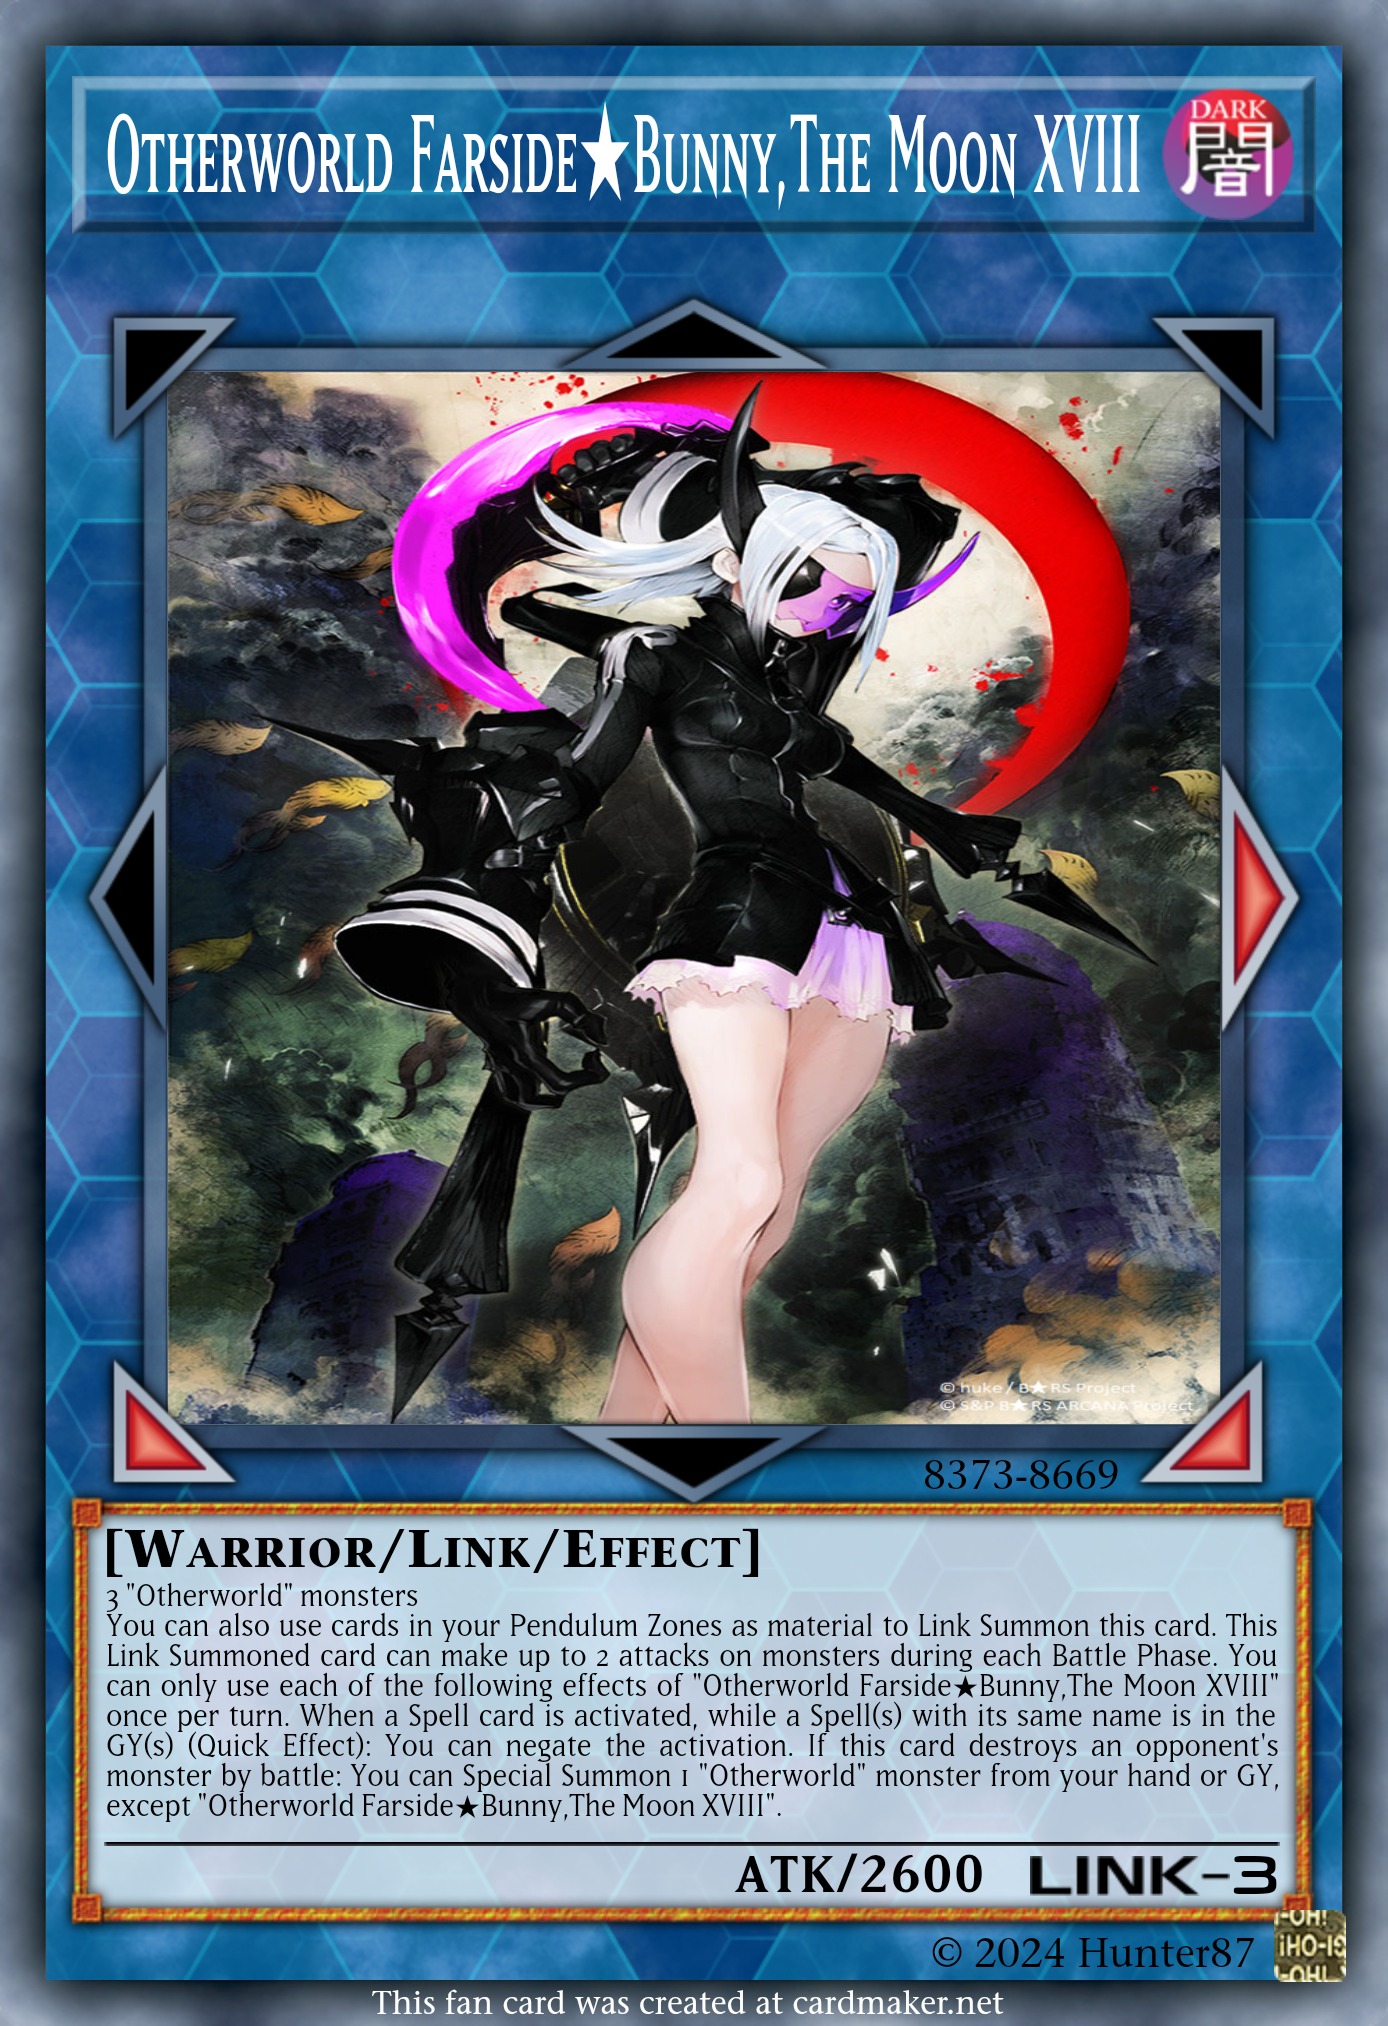 Otherworld Farside★Bunny,The Moon XVIII
DARK
闇
© huke / B★RS Project
© S&P B★RS ARCANA Project
8373-8669
[Warrior/Link/Effect]
3 "Otherworld" monsters
You can also use cards in your Pendulum Zones as material to Link Summon this card. This
Link Summoned card can make up to 2 attacks on monsters during each Battle Phase. You
can only use each of the following effects of "Otherworld Farside★Bunny,The Moon XVIII"
once per turn. When a Spell card is activated, while a Spell(s) with its same name is in the
GY(s) (Quick Effect): You can negate the activation. If this card destroys an opponent's
monster by battle: You can Special Summon 1 "Otherworld" monster from your hand or GY,
except "Otherworld Farside★Bunny,The Moon XVIII".
ATK/2600 LINK-3
© 2024 Hunter87
This fan card was created at cardmaker.net